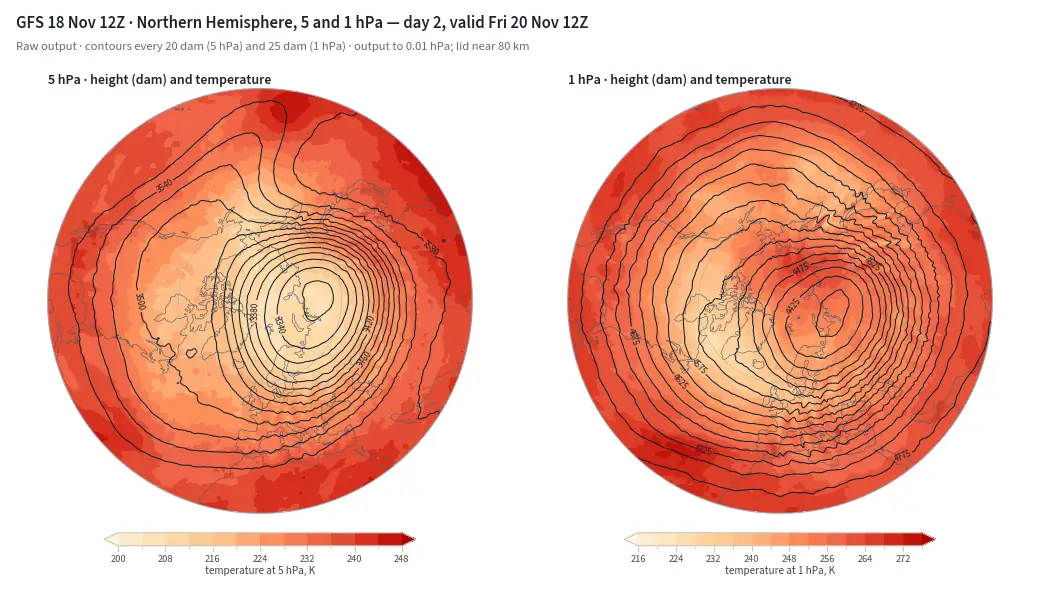 GFS 18 Nov 12Z · Northern Hemisphere, 5 and 1 hPa — day 2, valid Fri 20 Nov 12Z
Raw output · contours every 20 dam (5 hPa) and 25 dam (1 hPa) · output to 0.01 hPa; lid near 80 km
5 hPa · height (dam) and temperature
1 hPa · height (dam) and temperature
4775
3540
3580
3500
3380
3340
3420
3460
4475
4425
4675
4575
4625
4725
4775
200 208 216 224 232 240 248
temperature at 5 hPa, K
216 224 232 240 248 256 264 272
temperature at 1 hPa, K